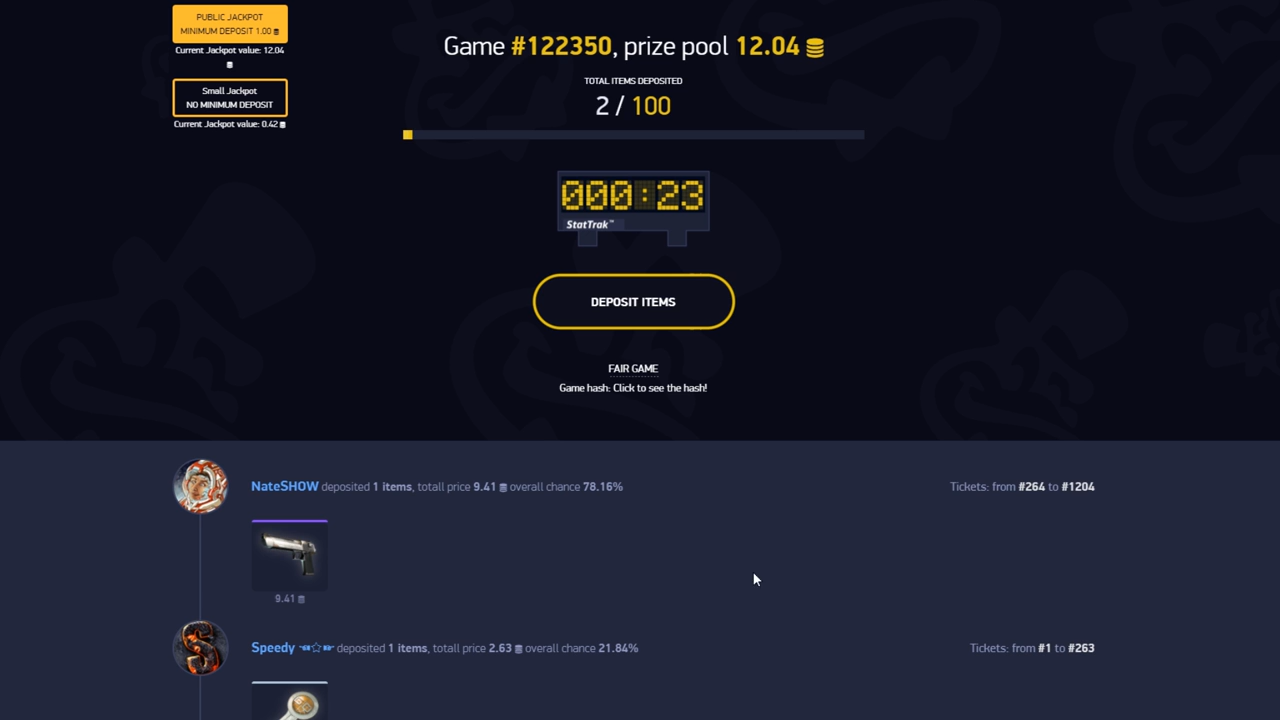 PUBLIC JACKPOT
MINIMUM DEPOSIT 1.00
Current Jackpot value: 12.04
Small Jackpot
NO MINIMUM DEPOSIT
Current Jackpot value: 0.42
Game #122350, prize pool 12.04
TOTAL ITEMS DEPOSITED
2 / 100
000:23
StatTrak™
DEPOSIT ITEMS
FAIR GAME
Game hash: Click to see the hash!
NateSHOW deposited 1 items, totall price 9.41 overall chance 78.16%
Tickets: from #264 to #1204
9.41
Speedy ☚☆☛ deposited 1 items, totall price 2.63 overall chance 21.84%
Tickets: from #1 to #263